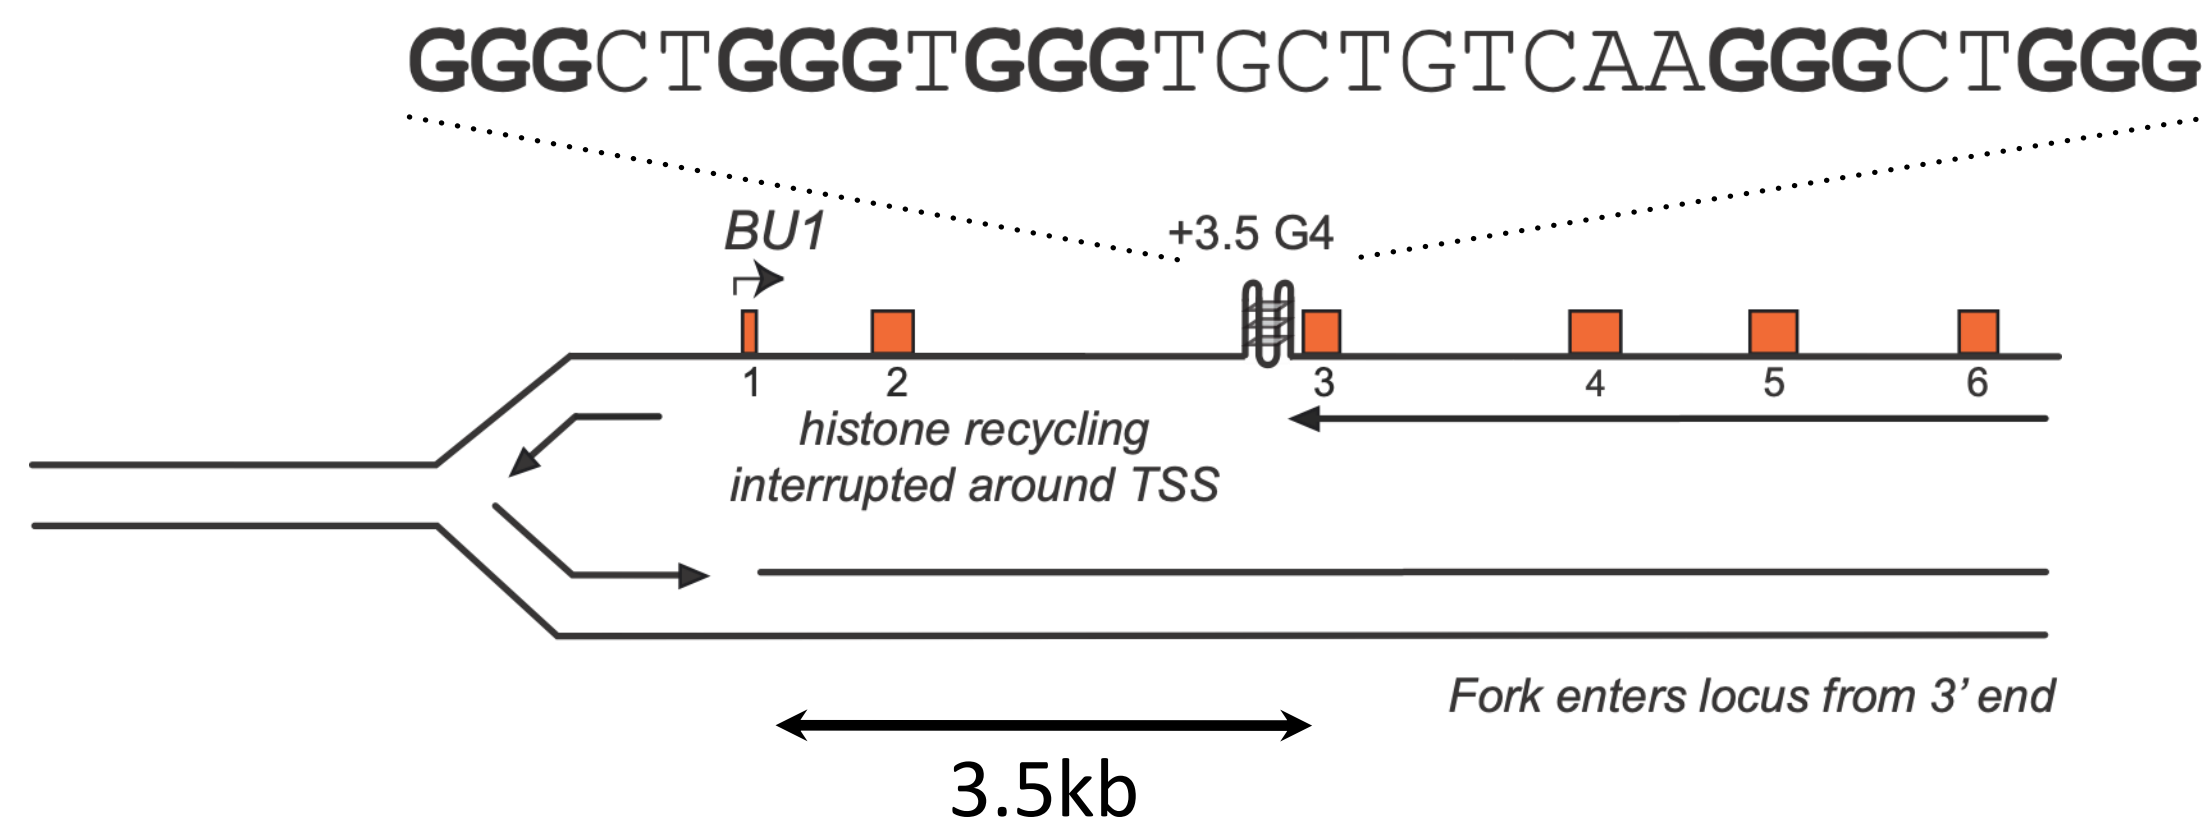 GGGCTGGGTGGGTGCTGTCAAGGGCTGGG
BU1
+3.5 G4
1 2 3 4 5 6
histone recycling
interrupted around TSS
Fork enters locus from 3’ end
3.5kb